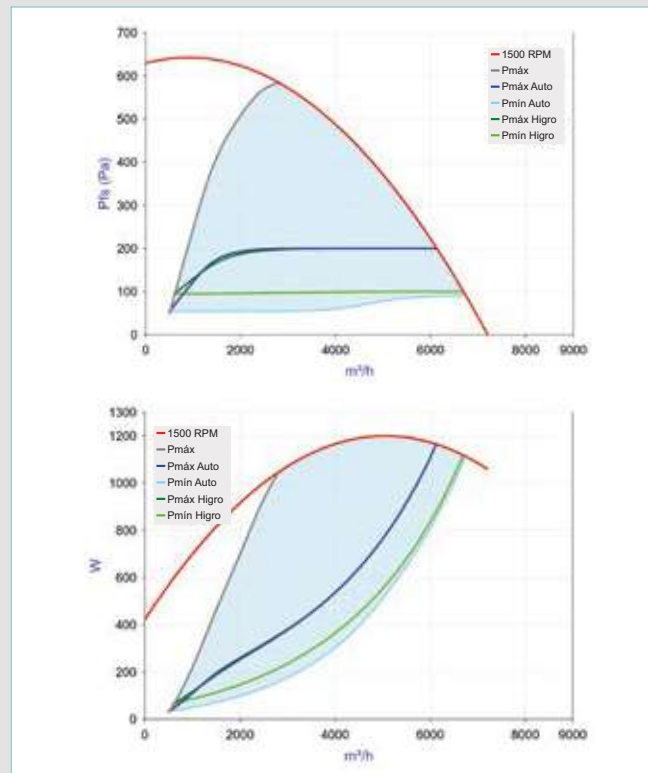 700
600
500
400
300
200
100
0
Pfs (Pa)
1500 RPM
Pmáx
Pmáx Auto
Pmín Auto
Pmáx Higro
Pmín Higro
0 2000 4000 6000 8000 9000
m³/h
1300
1200
1000
800
600
400
200
0
W
1500 RPM
Pmáx
Pmáx Auto
Pmín Auto
Pmáx Higro
Pmín Higro
0 2000 4000 6000 8000 9000
m³/h